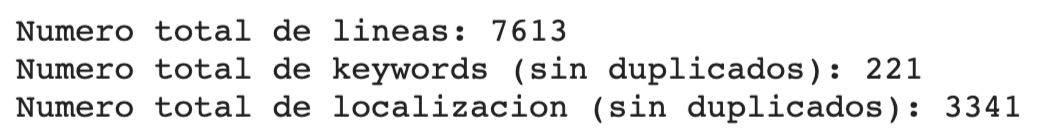 Numero total de lineas: 7613
Numero total de keywords (sin duplicados): 221
Numero total de localizacion (sin duplicados): 3341